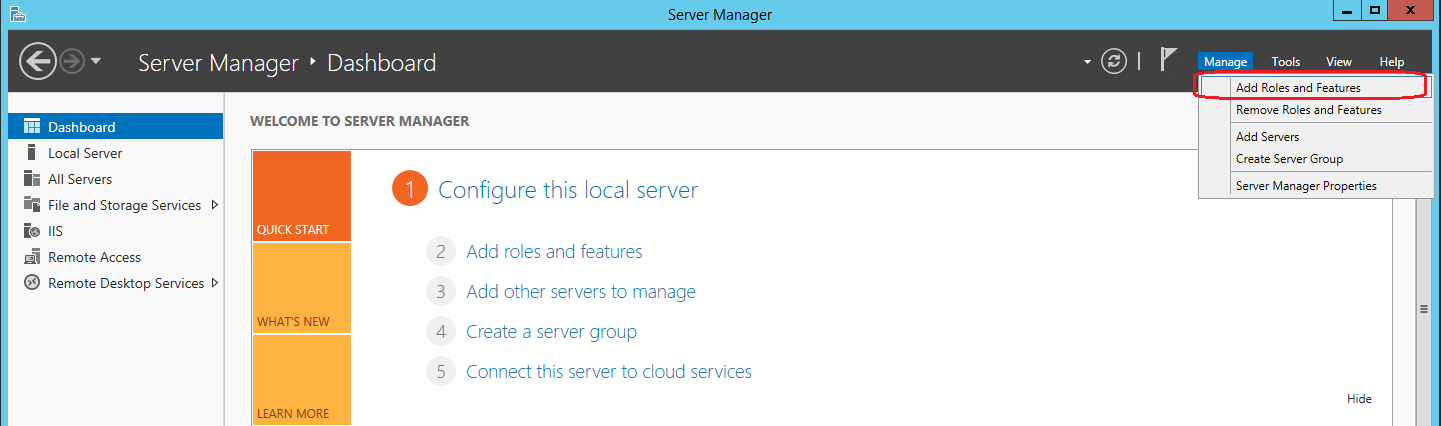 Server Manager
Server Manager ‣ Dashboard
Manage Tools View Help
Add Roles and Features
Remove Roles and Features
Add Servers
Create Server Group
Server Manager Properties
Dashboard
Local Server
All Servers
File and Storage Services
IIS
Remote Access
Remote Desktop Services
WELCOME TO SERVER MANAGER
QUICK START
WHAT'S NEW
LEARN MORE
1 Configure this local server
2 Add roles and features
3 Add other servers to manage
4 Create a server group
5 Connect this server to cloud services
Hide